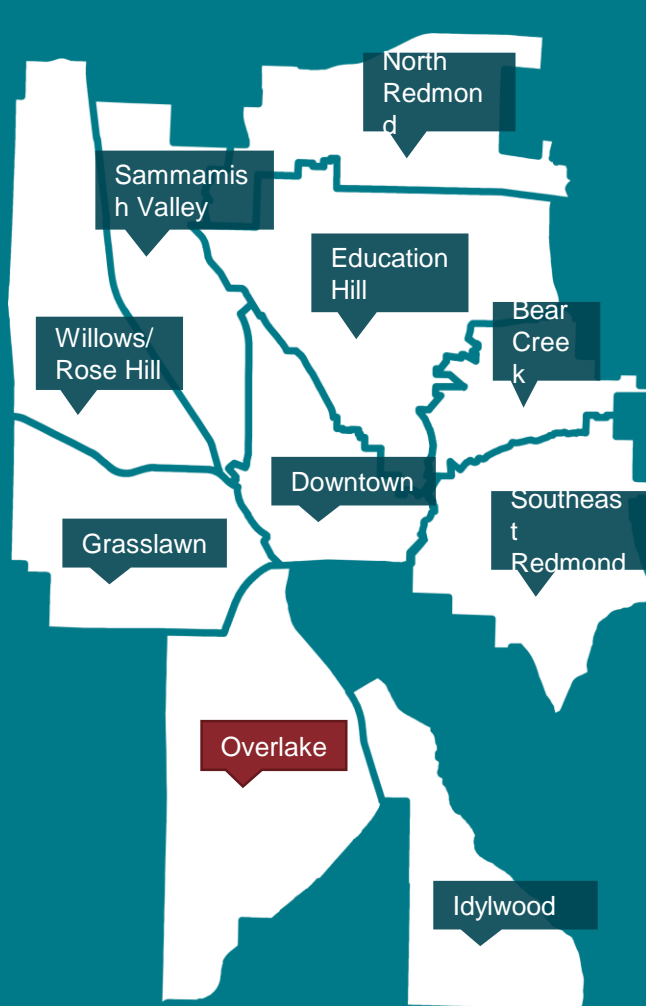 North
Redmon
d
Sammamis
h Valley
Education
Hill
Bear
Cree
k
Willows/
Rose Hill
Downtown
Southeas
t
Redmond
Grasslawn
Overlake
Idylwood